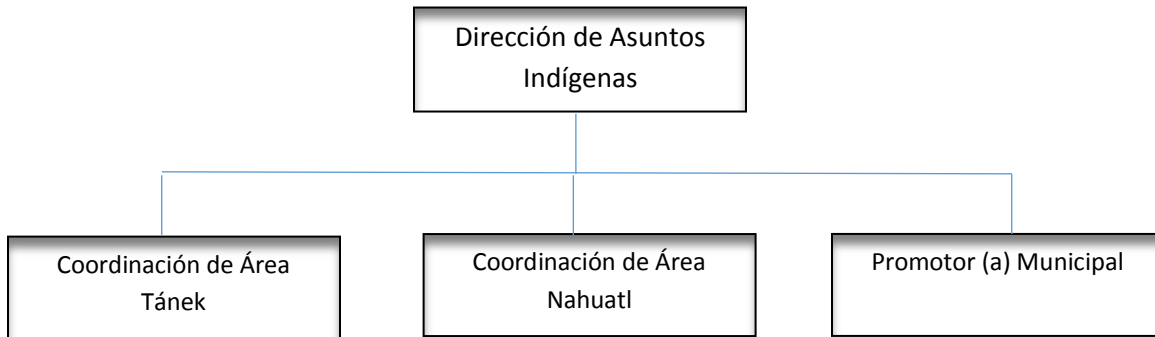 Dirección de Asuntos
Indígenas
Coordinación de Área
Tánek
Coordinación de Área
Nahuatl
Promotor (a) Municipal